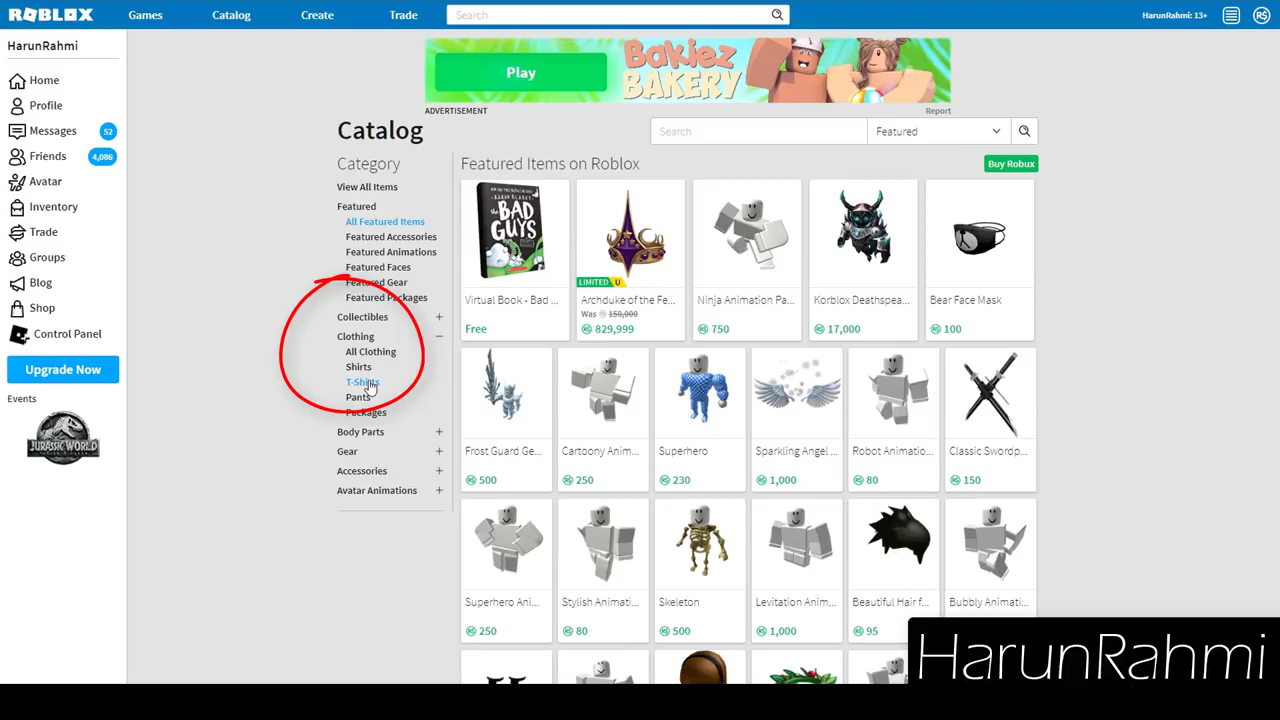 ROBLOX Games Catalog Create Trade Search HarunRahmi: 13+
HarunRahmi
Home
Profile
Messages 52
Friends 4,086
Avatar
Inventory
Trade
Groups
Blog
Shop
Control Panel
Upgrade Now
Events
JURASSIC WORLD
Play
Bakiez
BAKERY
ADVERTISEMENT Report
Catalog
Search Featured
Category
View All Items
Featured
All Featured Items
Featured Accessories
Featured Animations
Featured Faces
Featured Gear
Featured Packages
Collectibles +
Clothing −
All Clothing
Shirts
T-Shirts
Pants
Packages
Body Parts +
Gear +
Accessories +
Avatar Animations +
Featured Items on Roblox Buy Robux
the BAD GUYS
LIMITED U
Virtual Book - Bad ...
Free
Archduke of the Fe...
Was 150,000
829,999
Ninja Animation Pa...
750
Korblox Deathspea...
17,000
Bear Face Mask
100
Frost Guard Ge...
500
Cartoony Anim...
250
Superhero
230
Sparkling Angel ...
1,000
Robot Animatio...
80
Classic Swordp...
150
Superhero Ani...
250
Stylish Animati...
80
Skeleton
500
Levitation Anim...
1,000
Beautiful Hair f...
95
Bubbly Animati...
HarunRahmi